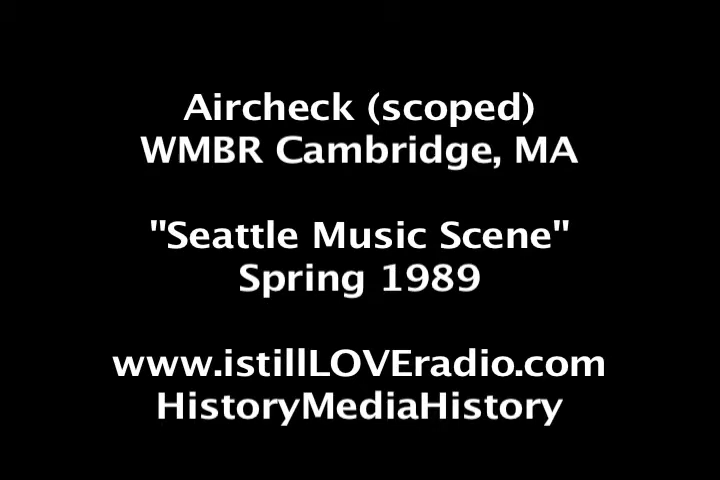 Aircheck (scoped)
WMBR Cambridge, MA
"Seattle Music Scene"
Spring 1989
www.istillLOVEradio.com
HistoryMediaHistory